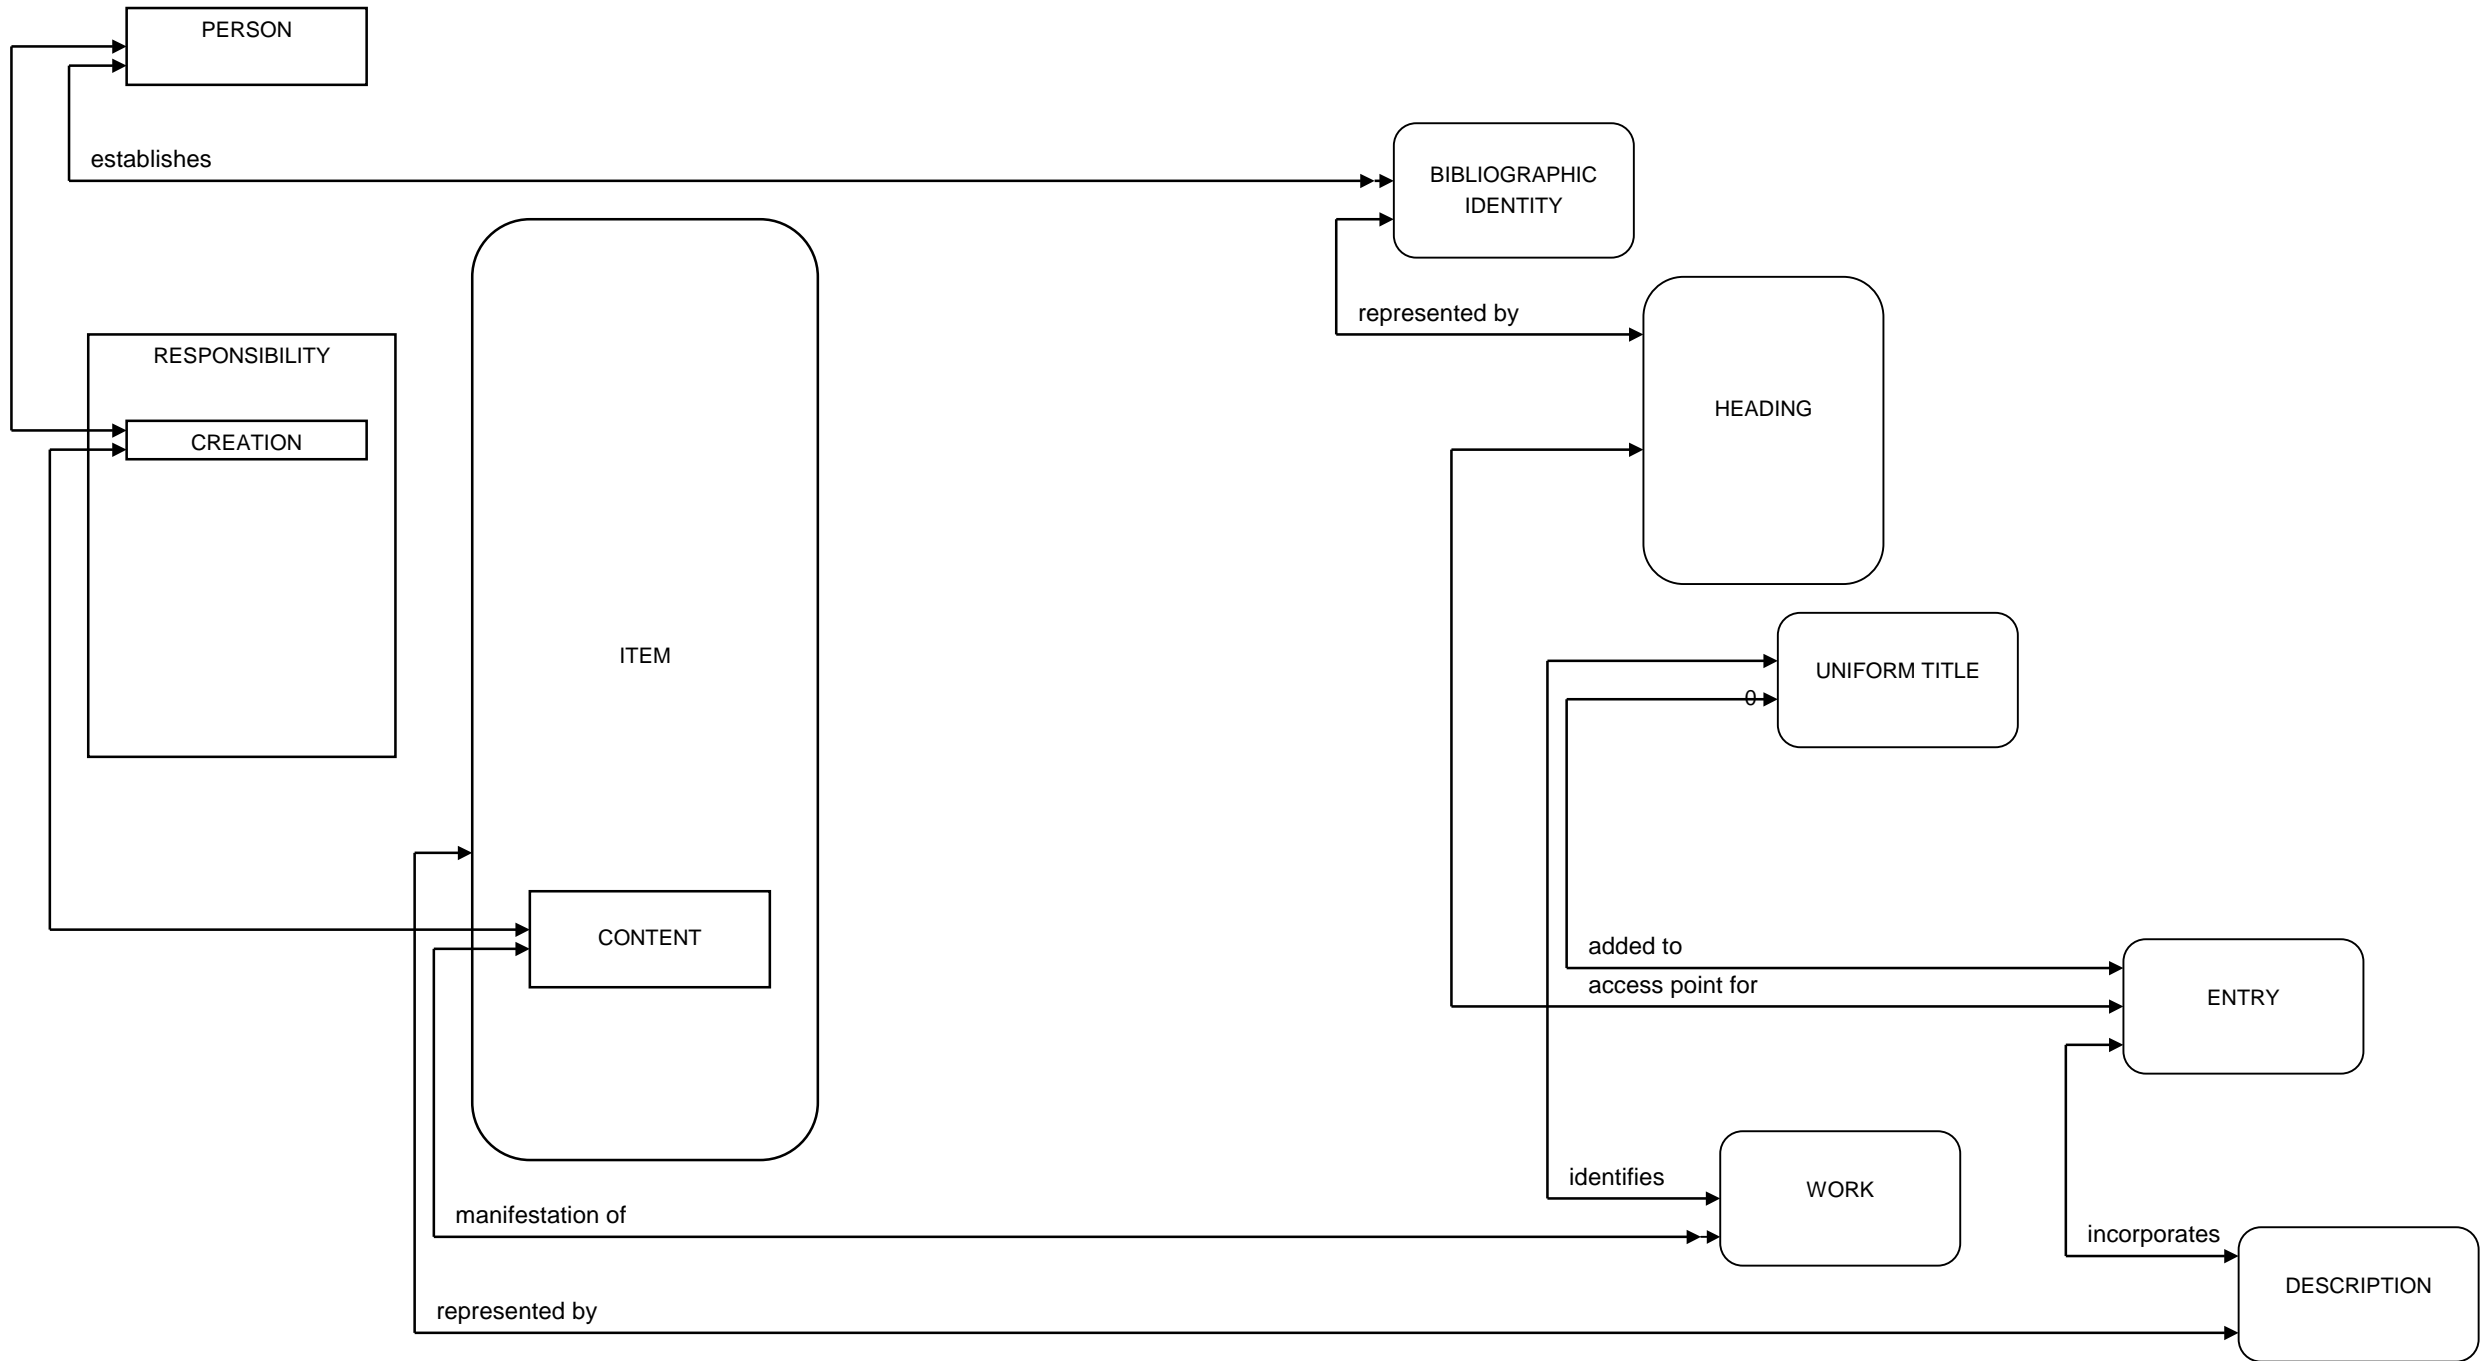 PERSON
establishes
BIBLIOGRAPHIC
IDENTITY
represented by
RESPONSIBILITY
HEADING
CREATION
ITEM
UNIFORM TITLE
0
CONTENT
added to
access point for
ENTRY
identifies
WORK
manifestation of
incorporates
DESCRIPTION
represented by